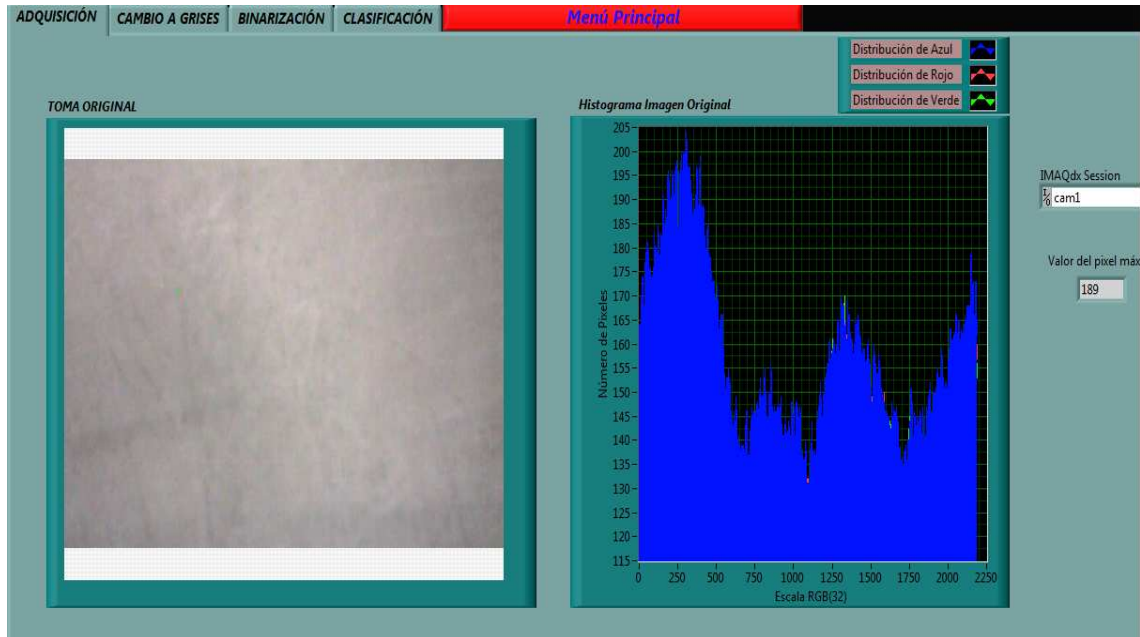 ADQUISICIÓN
CAMBIO A GRISES
BINARIZACIÓN
CLASIFICACIÓN
Menú Principal
Distribución de Azul
Distribución de Rojo
Distribución de Verde
TOMA ORIGINAL
Histograma Imagen Original
205
200
195
190
185
180
175
170
165
160
155
150
145
140
135
130
125
120
115
Número de Pixeles
0 250 500 750 1000 1250 1500 1750 2000 2250
Escala RGB(32)
IMAQdx Session
cam1
Valor del pixel máx
189